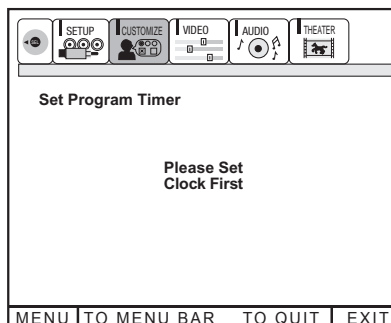 SETUP CUSTOMIZE VIDEO AUDIO THEATER
Set Program Timer
Please Set
Clock First
MENU TO MENU BAR TO QUIT EXIT